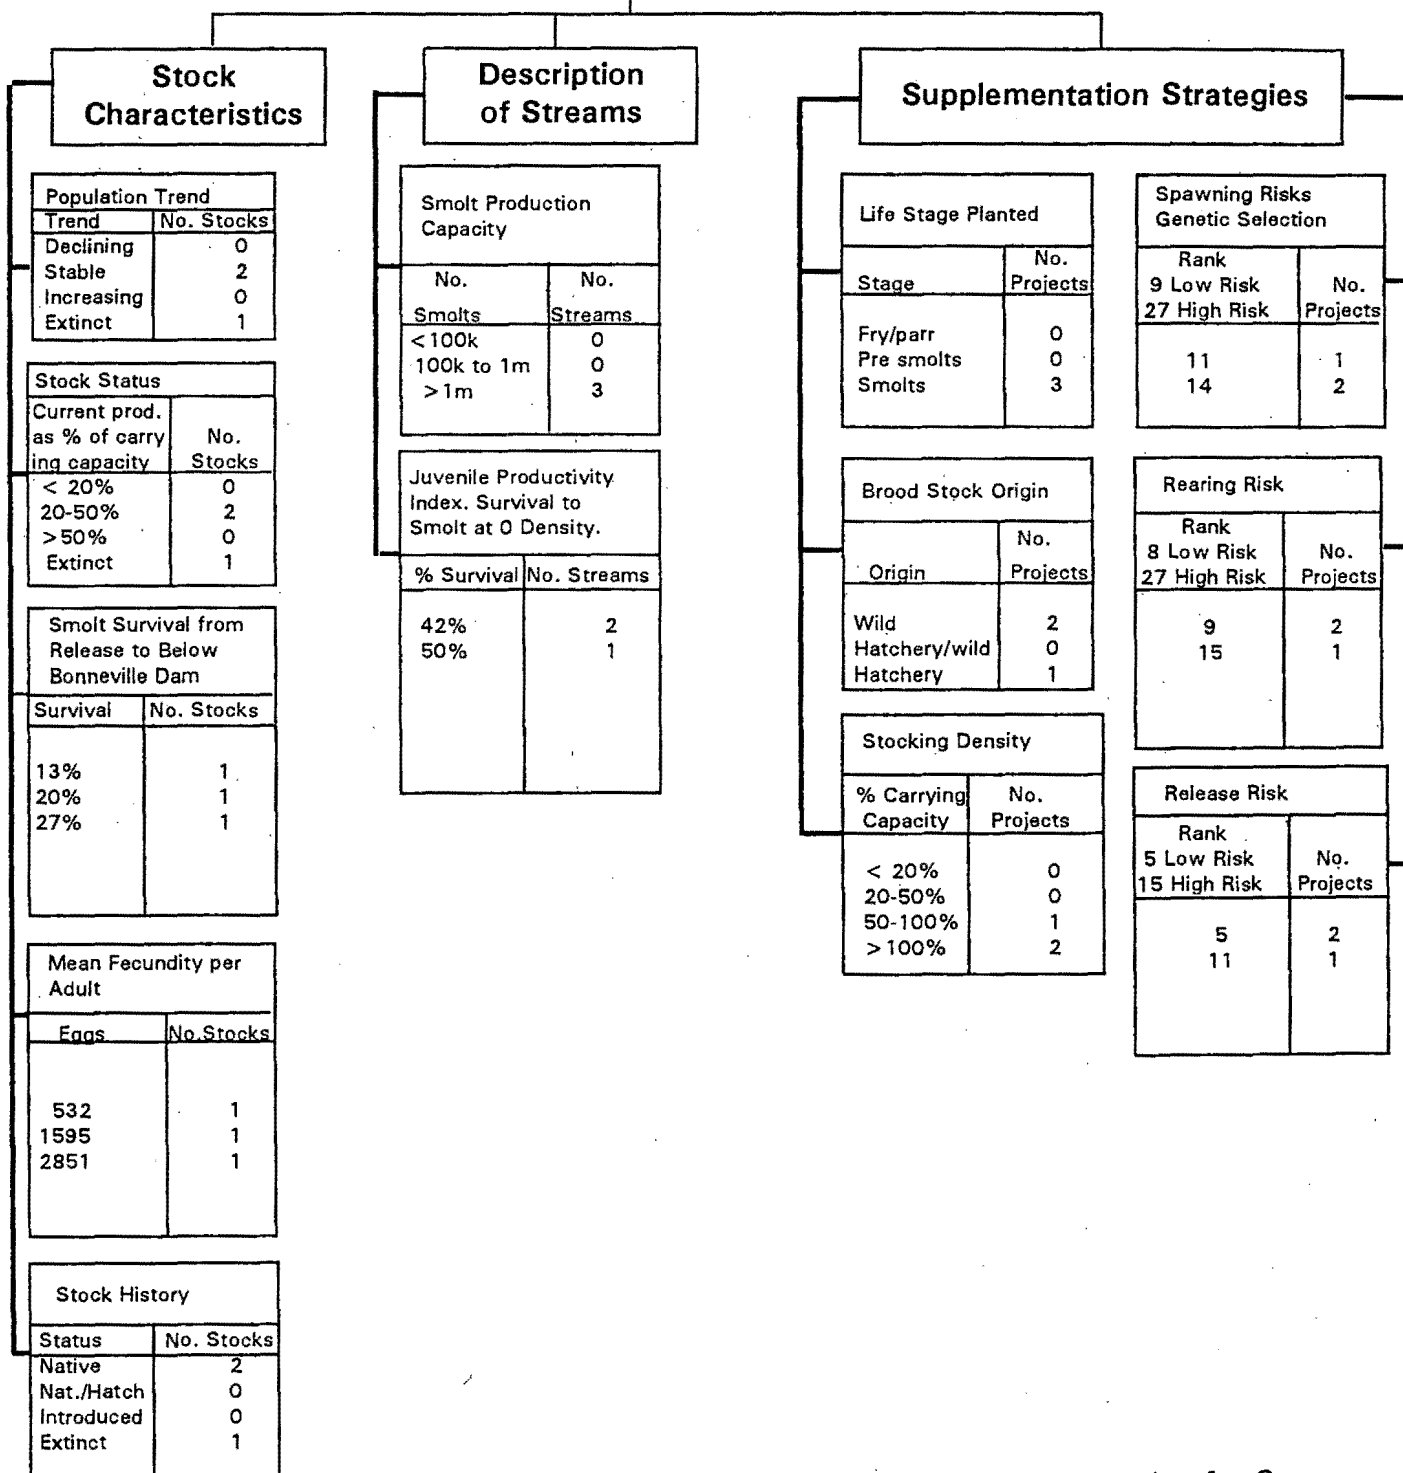 Stock
Characteristics
Population Trend
Trend No. Stocks
Declining 0
Stable 2
Increasing 0
Extinct 1
Stock Status
Current prod.
as % of carry No.
ing capacity Stocks
< 20% 0
20-50% 2
>50% 0
Extinct 1
Smolt Survival from
Release to Below
Bonneville Dam
Survival No. Stocks
13% 1
20% 1
27% 1
Mean Fecundity per
Adult
Eggs No.Stocks
532 1
1595 1
2851 1
Stock History
Status No. Stocks
Native 2
Nat./Hatch 0
Introduced 0
Extinct 1
Description
of Streams
Smolt Production
Capacity
No. No.
Smolts Streams
<100k 0
100k to 1m 0
>1m 3
Juvenile Productivity
Index. Survival to
Smolt at 0 Density.
% Survival No. Streams
42% 2
50% 1
Supplementation Strategies
Life Stage Planted
No.
Stage Projects
Fry/parr 0
Pre smolts 0
Smolts 3
Brood Stock Origin
No.
Origin Projects
Wild 2
Hatchery/wild 0
Hatchery 1
Stocking Density
% Carrying No.
Capacity Projects
< 20% 0
20-50% 0
50-100% 1
>100% 2
Spawning Risks
Genetic Selection
Rank
9 Low Risk No.
27 High Risk Projects
11 1
14 2
Rearing Risk
Rank
8 Low Risk No.
27 High Risk Projects
9 2
15 1
Release Risk
Rank
5 Low Risk No.
15 High Risk Projects
5 2
11 1